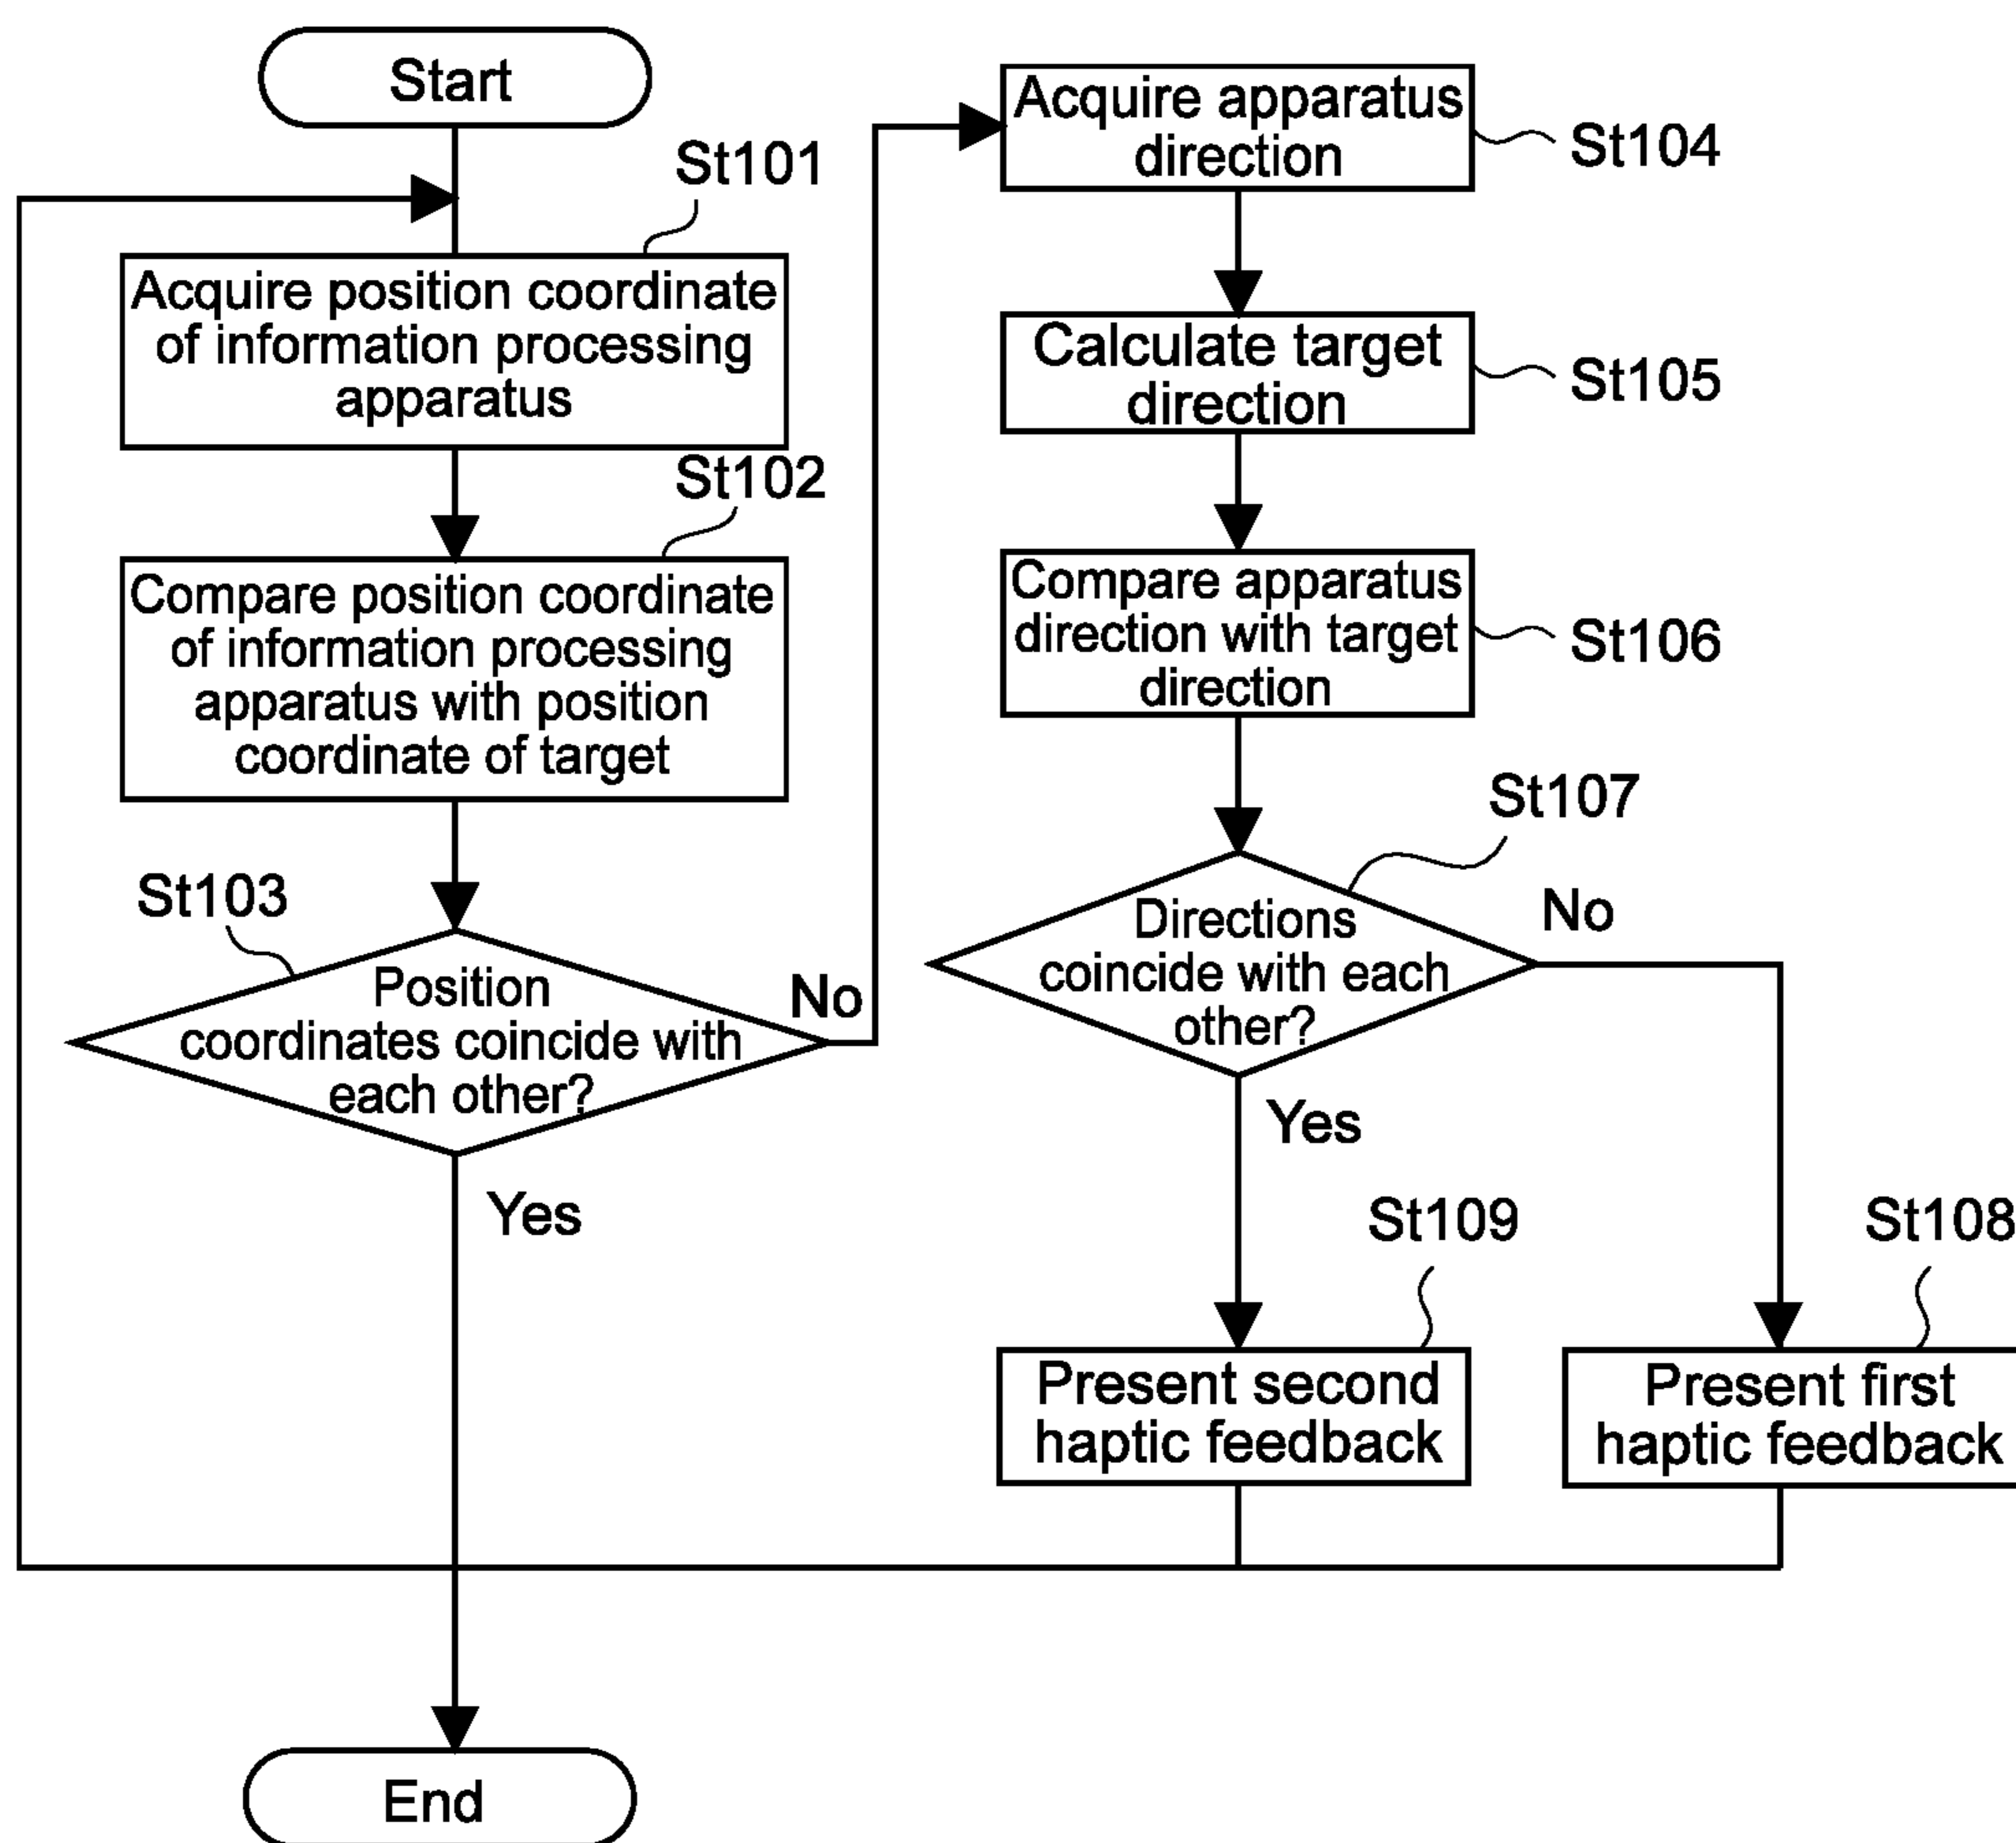 Start
St101
Acquire position coordinate
of information processing
apparatus
St102
Compare position coordinate
of information processing
apparatus with position
coordinate of target
St103
Position
coordinates coincide with
each other?
No
Yes
End
Acquire apparatus
direction
St104
Calculate target
direction
St105
Compare apparatus
direction with target
direction
St106
St107
Directions
coincide with each
other?
No
Yes
St109
Present second
haptic feedback
St108
Present first
haptic feedback